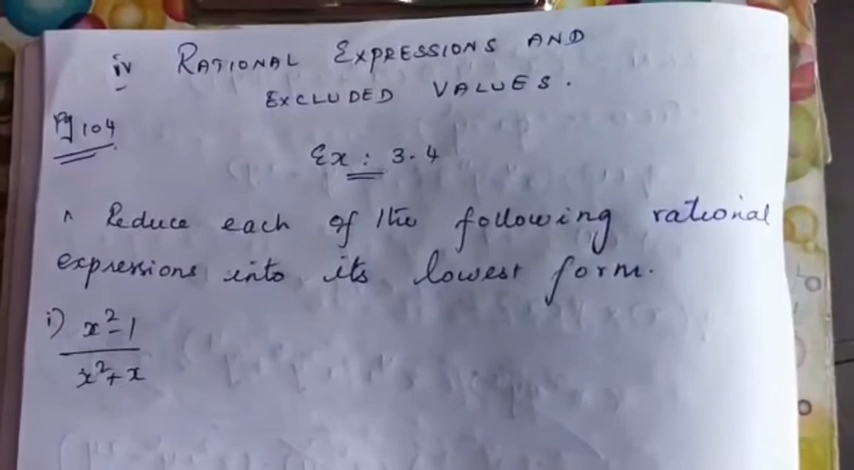 iv RATIONAL EXPRESSIONS AND
EXCLUDED VALUES.
Pg 104
Ex : 3.4
1 Reduce each of the following rational
expressions into its lowest form.
i) x²-1
x²+x